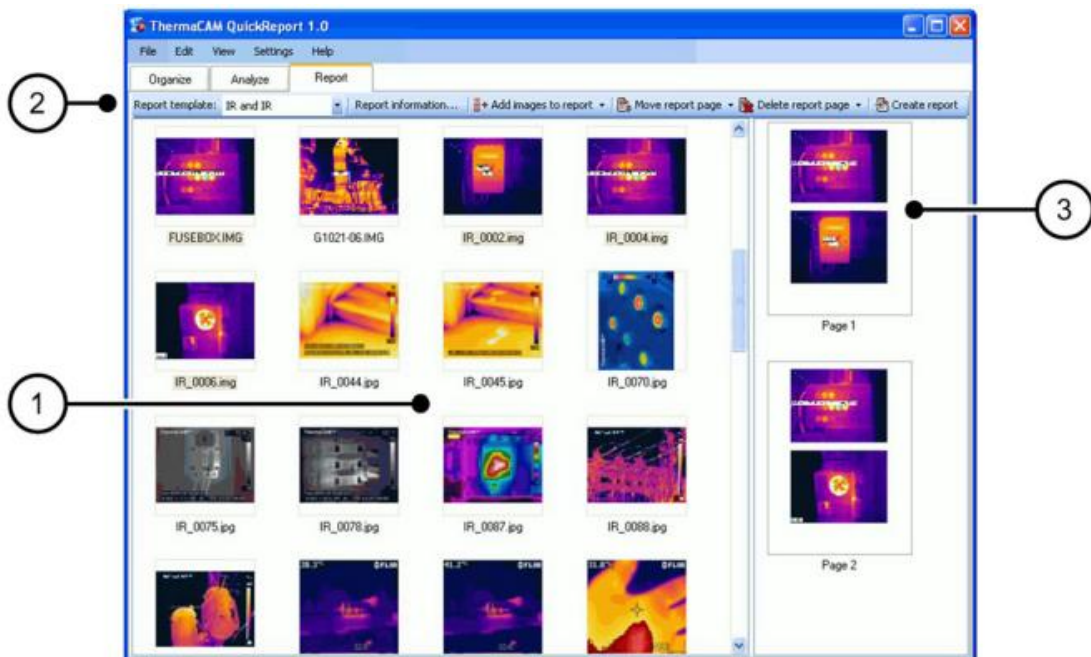 ThermaCAM QuickReport 1.0
File Edit View Settings Help
Organize Analyze Report
2
Report template: IR and IR Report information... Add images to report Move report page Delete report page Create report
FUSEBOX.IMG G1021-06.IMG IR_0002.img IR_0004.img
3
Page 1
IR_0006.img IR_0044.jpg IR_0045.jpg IR_0070.jpg
1
IR_0075.jpg IR_0078.jpg IR_0087.jpg IR_0088.jpg
Page 2